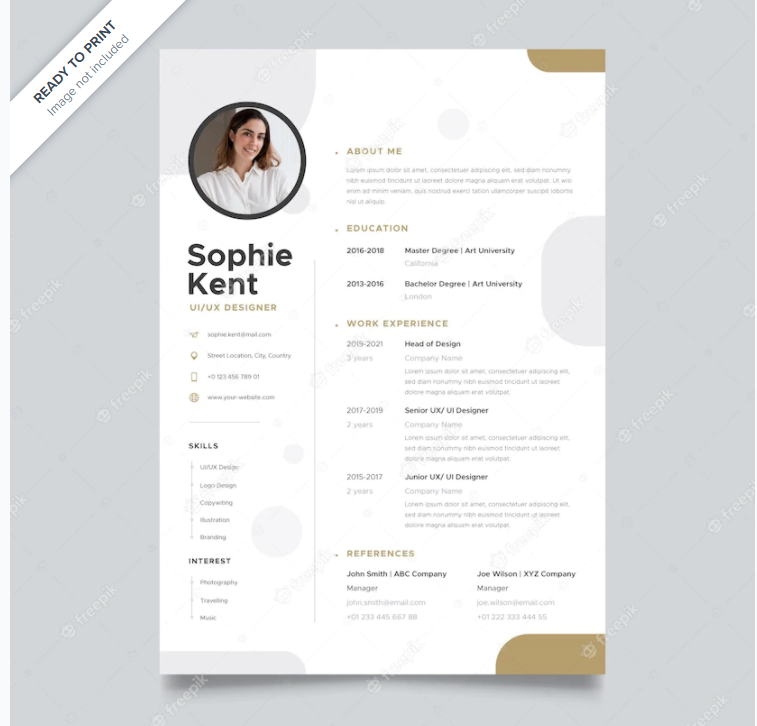 READY TO PRINT
Image not included
Sophie
Kent
UI/UX DESIGNER
sophie.kent@mail.com
Street Location, City, Country
+0 123 456 789 01
www.your-website.com
SKILLS
UI/UX Design
Logo Design
Copywriting
Illustration
Branding
INTEREST
Photography
Travelling
Music
ABOUT ME
Lorem ipsum dolor sit amet, consectetuer adipiscing elit, sed diam nonummy
nibh euismod tincidunt ut laoreet dolore magna aliquam erat volutpat. Ut wis
enim ad minim veniam, quis nostrud exerci tation ullamcorper suscipit lobortis
nisl ut aliquip.
EDUCATION
2016-2018 Master Degree | Art University
California
2013-2016 Bachelor Degree | Art University
London
WORK EXPERIENCE
2019-2021 Head of Design
3 years Company Name
Lorem ipsum dolor sit amet, consectetuer adipiscing elit,
sed diam nonummy nibh euismod tincidunt ut laoreet
dolore magna aliquam erat volutpat.
2017-2019 Senior UX/ UI Designer
2 years Company Name
Lorem ipsum dolor sit amet, consectetuer adipiscing elit,
sed diam nonummy nibh euismod tincidunt ut laoreet
dolore magna aliquam erat volutpat.
2015-2017 Junior UX/ UI Designer
2 years Company Name
Lorem ipsum dolor sit amet, consectetuer adipiscing elit,
sed diam nonummy nibh euismod tincidunt ut laoreet
dolore magna aliquam erat volutpat.
REFERENCES
John Smith | ABC Company Joe Wilson | XYZ Company
Manager Manager
john.smith@email.com joe.wilson@email.com
+01 233 445 667 88 +01 222 333 444 55
freepik